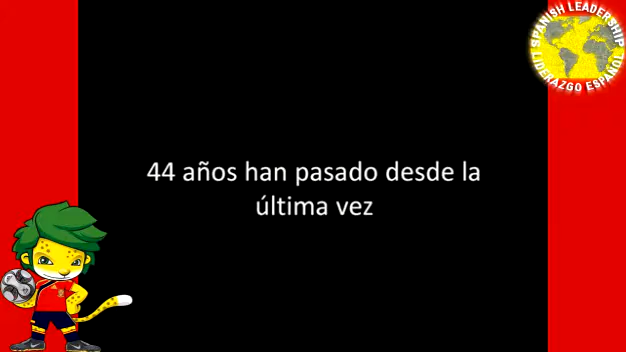 SPANISH LEADERSHIP
LIDERAZGO ESPAÑOL
44 años han pasado desde la
última vez